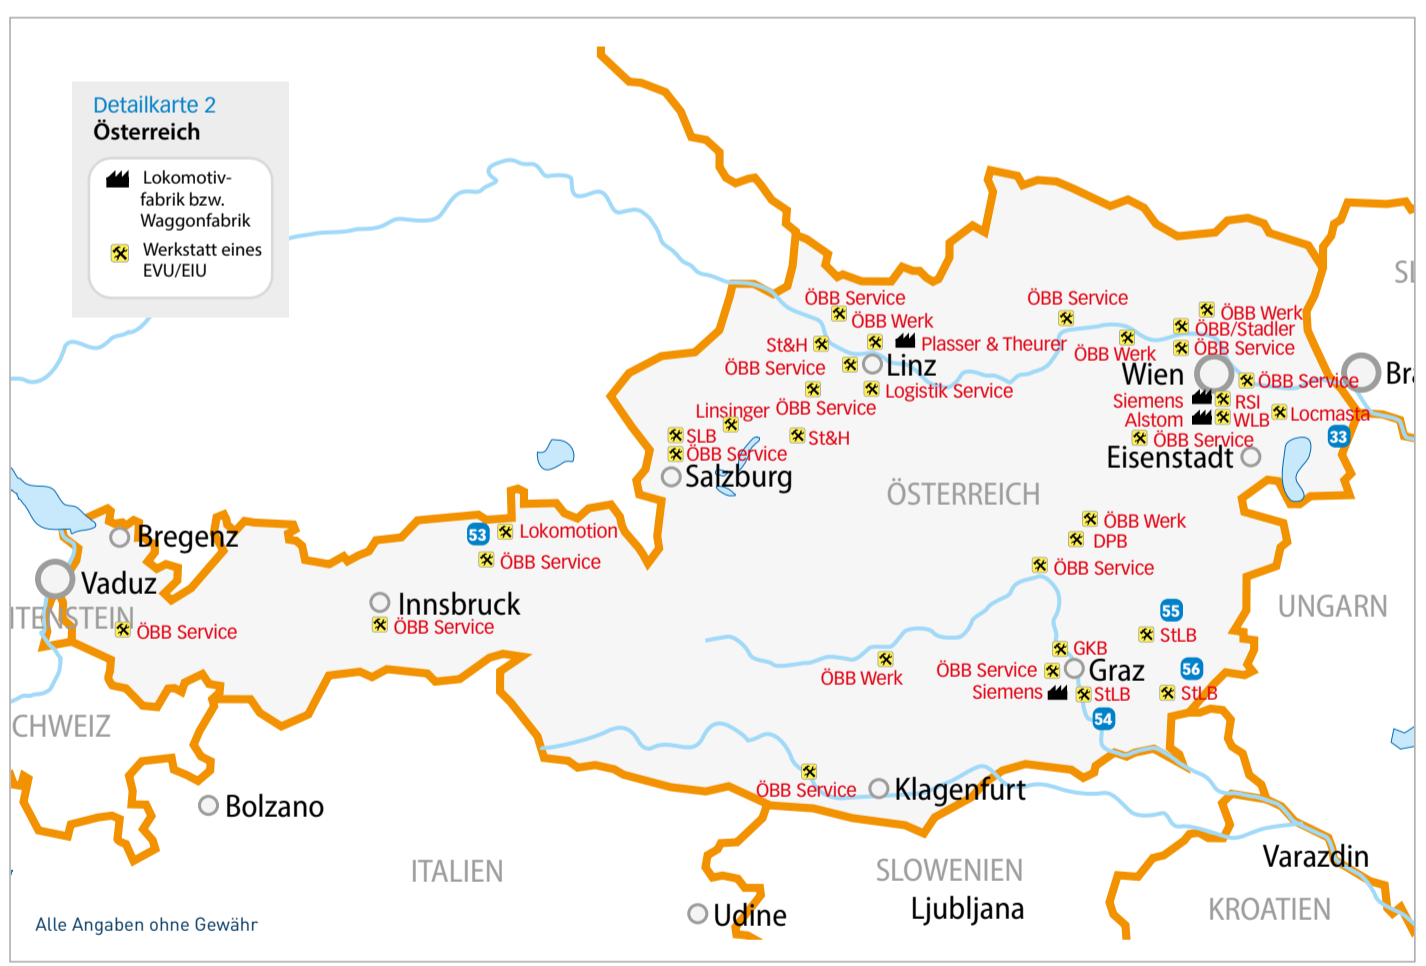 Detailkarte 2
Österreich
Lokomotiv-
fabrik bzw.
Waggonfabrik
Werkstatt eines
EVU/EIU
SI
ÖBB Service
ÖBB Werk
St&H
Plasser & Theurer
ÖBB Service
Linz
Logistik Service
ÖBB Service
Linsinger
SLB
St&H
ÖBB Service
Salzburg
ÖBB Service
ÖBB Werk
ÖBB Werk
ÖBB/Stadler
ÖBB Service
Wien
ÖBB Service
Bra
Siemens
RSI
Alstom
WLB
Locmasta
33
ÖBB Service
Eisenstadt
ÖSTERREICH
ÖBB Werk
DPB
ÖBB Service
Bregenz
53
Lokomotion
ÖBB Service
Vaduz
Innsbruck
ÖBB Service
ITENSTEIN
ÖBB Service
UNGARN
55
StLB
GKB
ÖBB Service
Graz
56
ÖBB Werk
Siemens
StLB
StLB
54
CHWEIZ
ÖBB Service
Klagenfurt
Bolzano
ITALIEN
SLOWENIEN
Varazdin
Ljubljana
KROATIEN
Udine
Alle Angaben ohne Gewähr